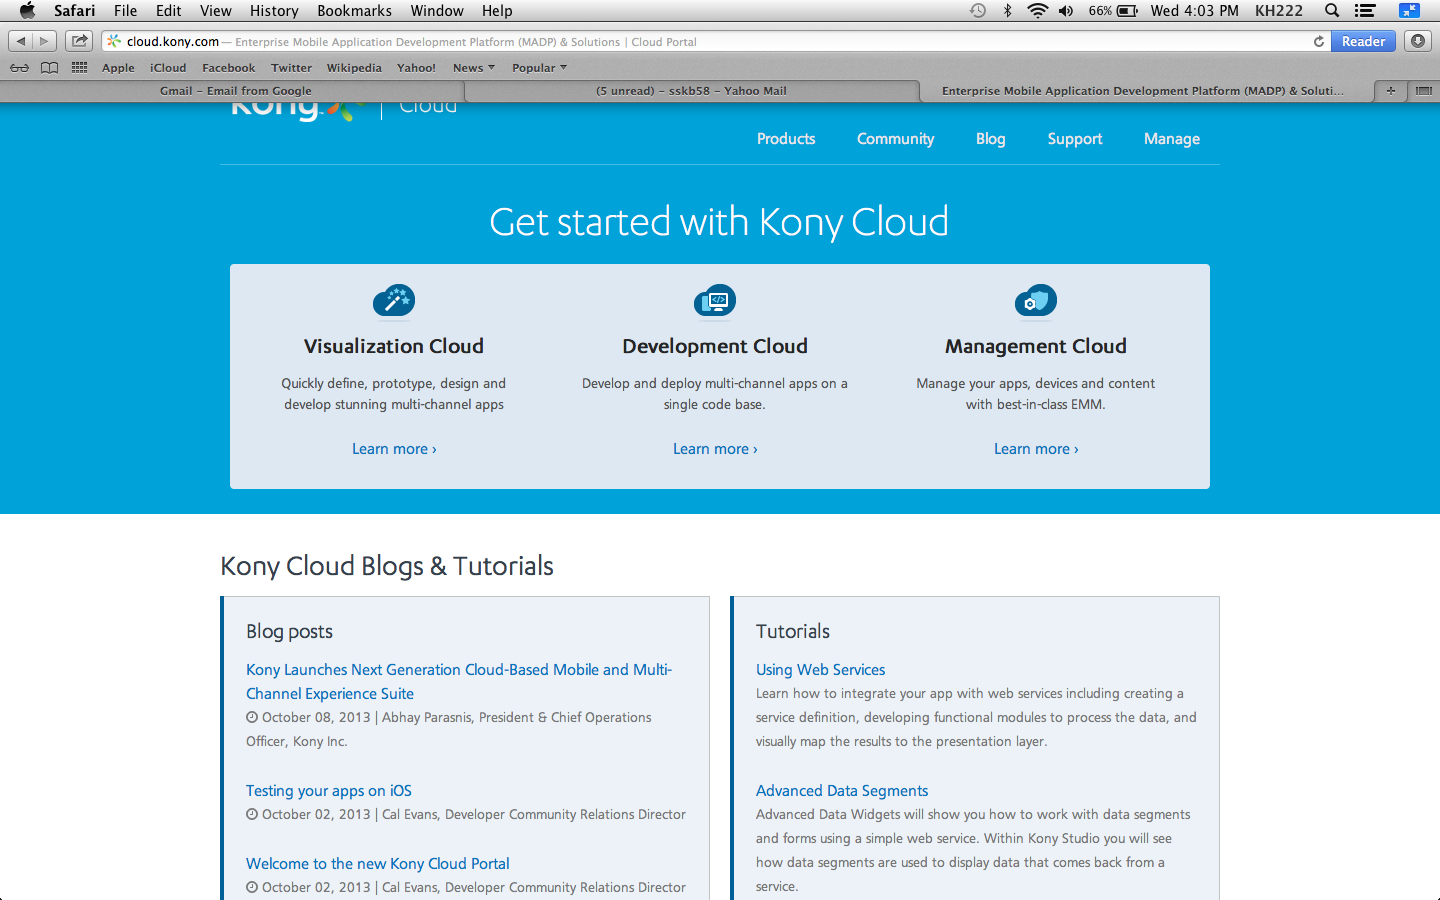 Safari File Edit View History Bookmarks Window Help 66% Wed 4:03 PM KH222
cloud.kony.com — Enterprise Mobile Application Development Platform (MADP) & Solutions | Cloud Portal Reader
Apple iCloud Facebook Twitter Wikipedia Yahoo! News Popular
Gmail – Email from Google (5 unread) – sskb58 – Yahoo Mail Enterprise Mobile Application Development Platform (MADP) & Soluti...
Kony Cloud
Products Community Blog Support Manage
Get started with Kony Cloud
Visualization Cloud
Quickly define, prototype, design and
develop stunning multi-channel apps
Learn more ›
Development Cloud
Develop and deploy multi-channel apps on a
single code base.
Learn more ›
Management Cloud
Manage your apps, devices and content
with best-in-class EMM.
Learn more ›
Kony Cloud Blogs & Tutorials
Blog posts
Kony Launches Next Generation Cloud-Based Mobile and Multi-
Channel Experience Suite
October 08, 2013 | Abhay Parasnis, President & Chief Operations
Officer, Kony Inc.
Testing your apps on iOS
October 02, 2013 | Cal Evans, Developer Community Relations Director
Welcome to the new Kony Cloud Portal
October 02, 2013 | Cal Evans, Developer Community Relations Director
Tutorials
Using Web Services
Learn how to integrate your app with web services including creating a
service definition, developing functional modules to process the data, and
visually map the results to the presentation layer.
Advanced Data Segments
Advanced Data Widgets will show you how to work with data segments
and forms using a simple web service. Within Kony Studio you will see
how data segments are used to display data that comes back from a
service.